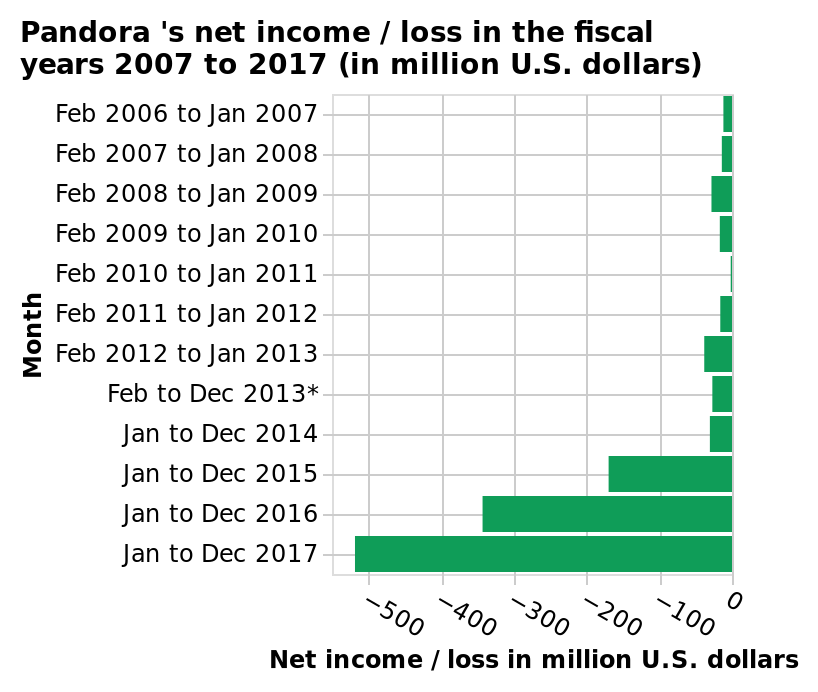 Pandora 's net income / loss in the fiscal
years 2007 to 2017 (in million U.S. dollars)
Month
Feb 2006 to Jan 2007
Feb 2007 to Jan 2008
Feb 2008 to Jan 2009
Feb 2009 to Jan 2010
Feb 2010 to Jan 2011
Feb 2011 to Jan 2012
Feb 2012 to Jan 2013
Feb to Dec 2013*
Jan to Dec 2014
Jan to Dec 2015
Jan to Dec 2016
Jan to Dec 2017
−500 −400 −300 −200 −100 0
Net income / loss in million U.S. dollars